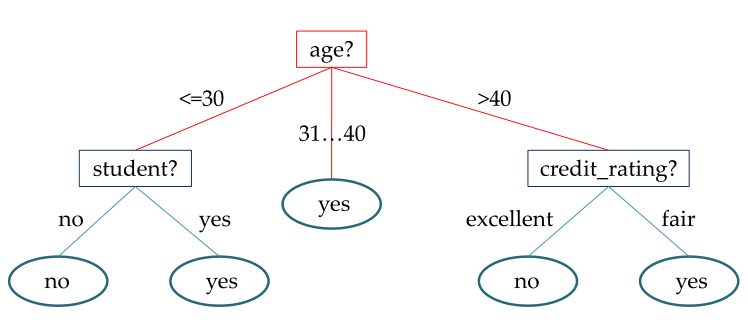 age?
<=30
>40
31…40
student?
credit_rating?
yes
no
yes
excellent
fair
no
yes
no
yes